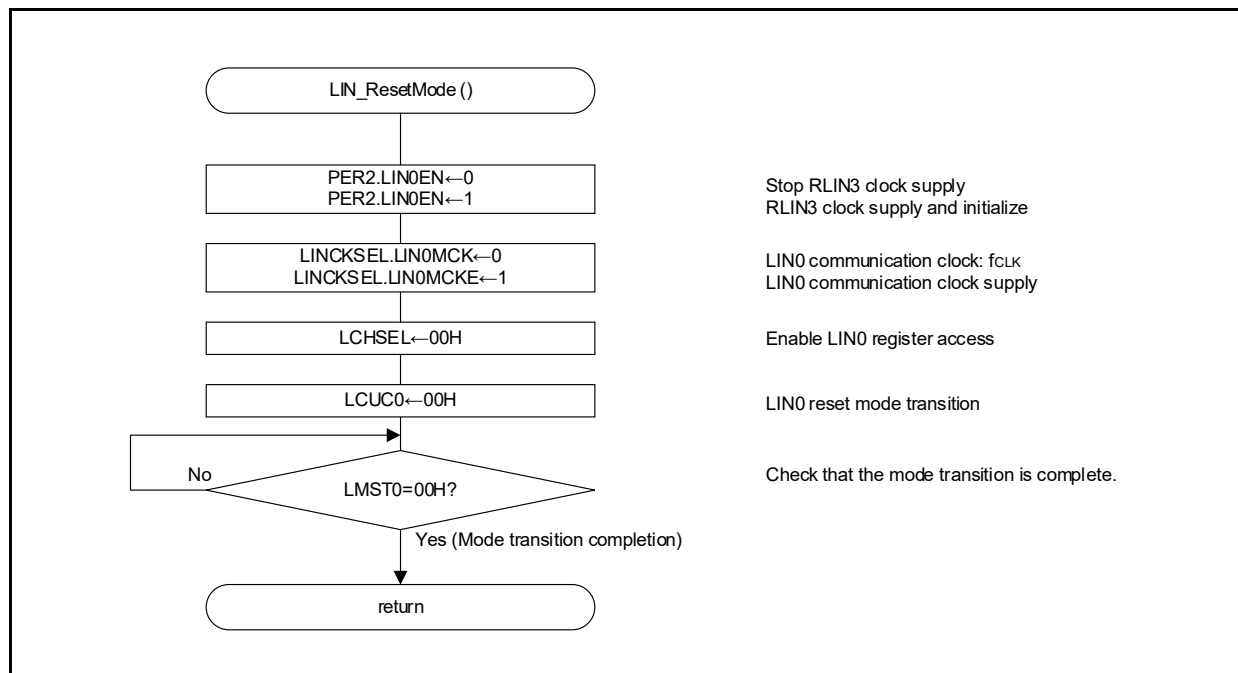 LIN_ResetMode ()
PER2.LIN0EN←0
PER2.LIN0EN←1
Stop RLIN3 clock supply
RLIN3 clock supply and initialize
LINCKSEL.LIN0MCK←0
LINCKSEL.LIN0MCKE←1
LIN0 communication clock: fCLK
LIN0 communication clock supply
LCHSEL←00H
Enable LIN0 register access
LCUC0←00H
LIN0 reset mode transition
No
LMST0=00H?
Check that the mode transition is complete.
Yes (Mode transition completion)
return